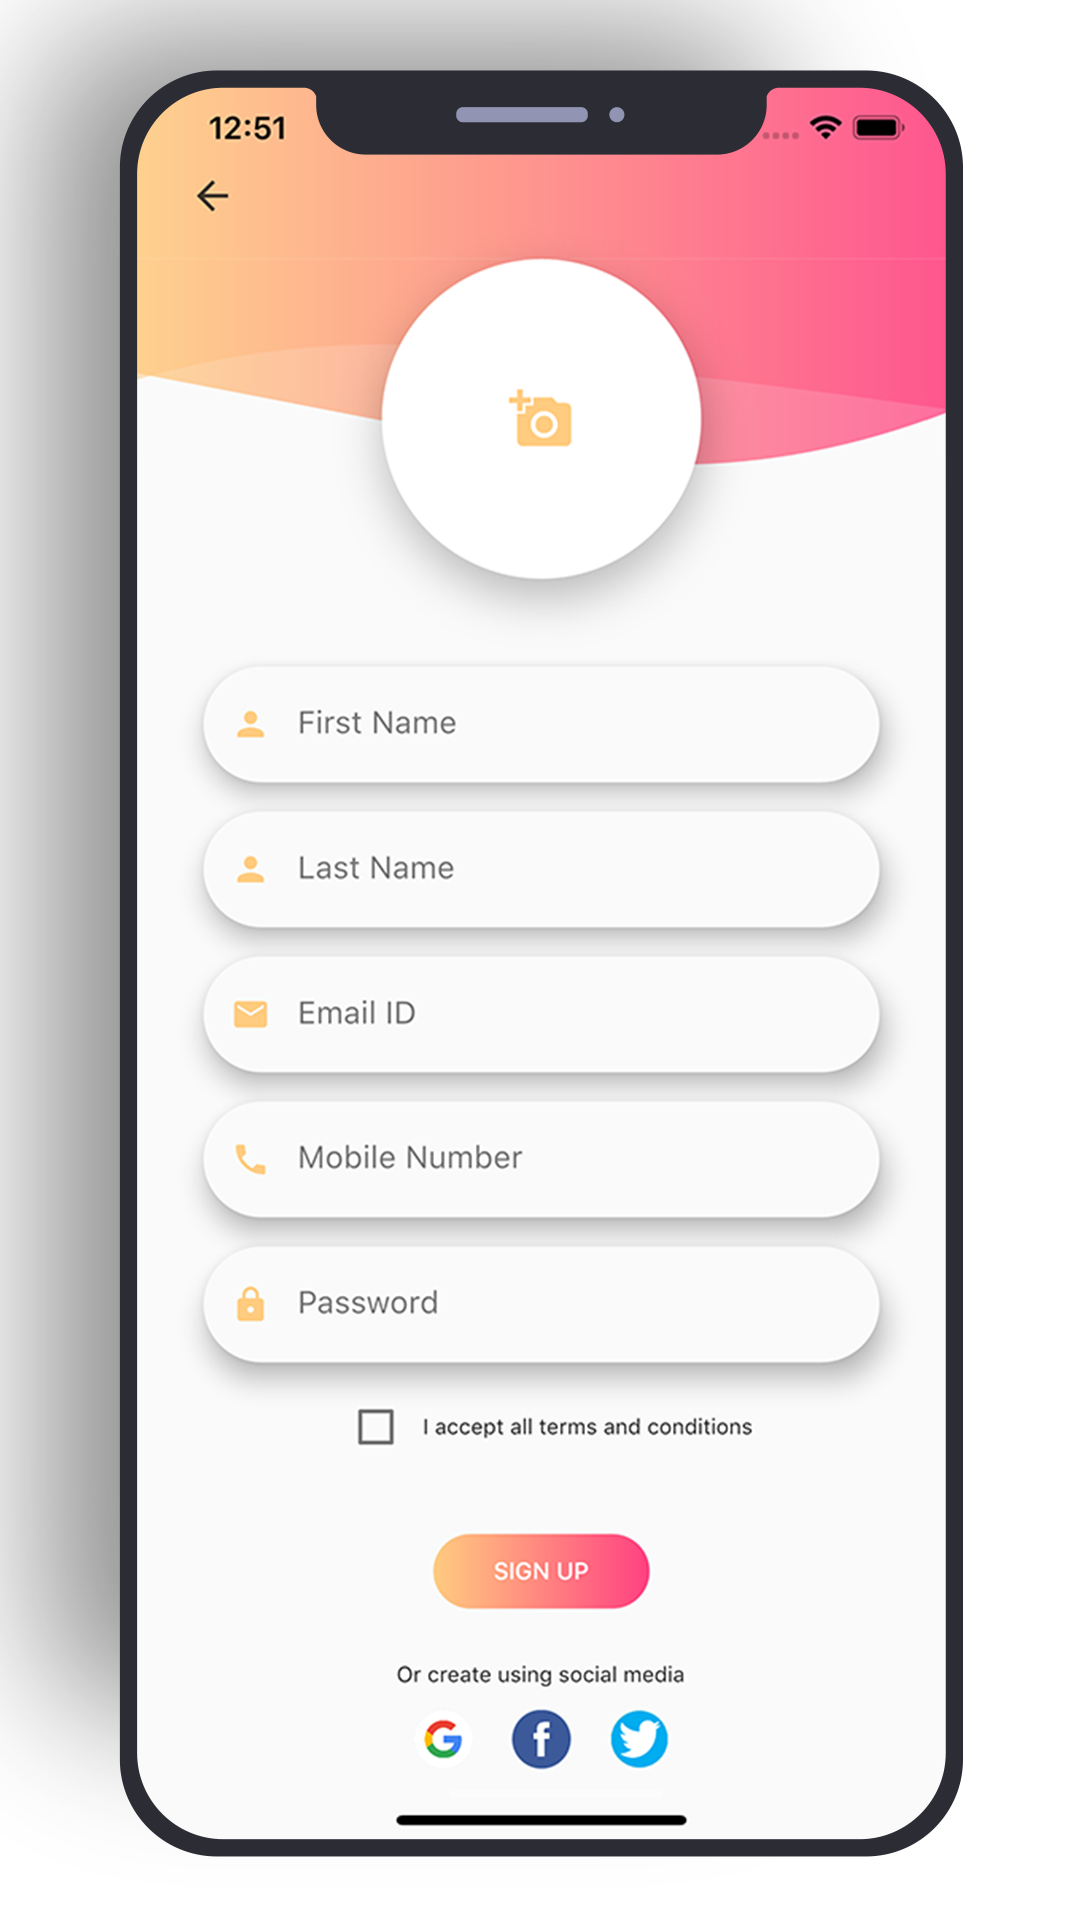 12:51
First Name
Last Name
Email ID
Mobile Number
Password
I accept all terms and conditions
SIGN UP
Or create using social media